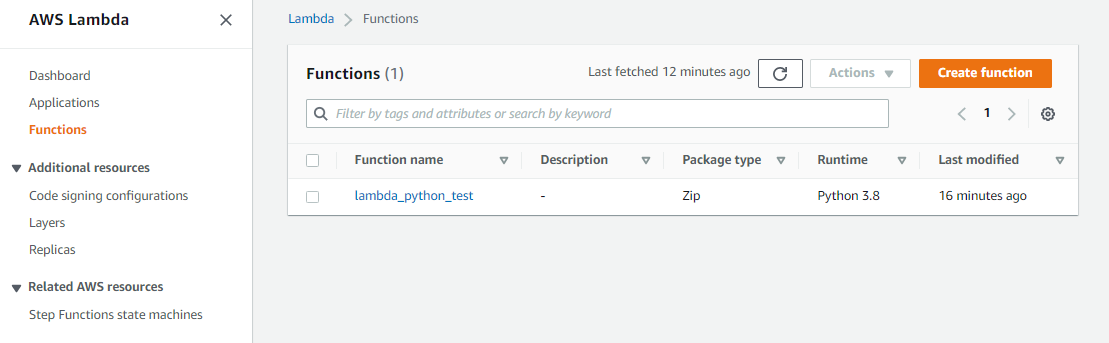 AWS Lambda
Dashboard
Applications
Functions
Additional resources
Code signing configurations
Layers
Replicas
Related AWS resources
Step Functions state machines
Lambda Functions
Functions (1) Last fetched 12 minutes ago Actions Create function
Filter by tags and attributes or search by keyword 1
Function name Description Package type Runtime Last modified
lambda_python_test - Zip Python 3.8 16 minutes ago